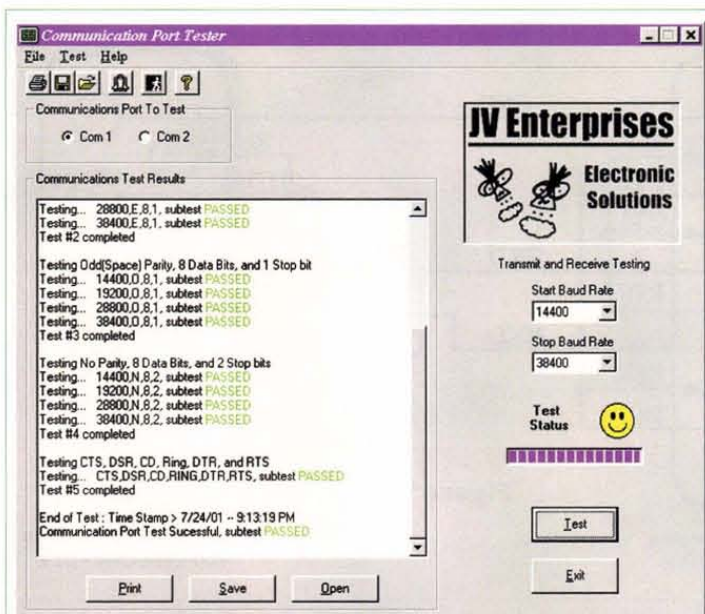 Communication Port Tester
File Test Help
Communications Port To Test
Com 1 Com 2
JV Enterprises
Electronic
Solutions
Communications Test Results
Testing... 28800,E,8,1, subtest PASSED
Testing... 38400,E,8,1, subtest PASSED
Test #2 completed
Testing Odd(Space) Parity, 8 Data Bits, and 1 Stop bit
Testing... 14400,O,8,1, subtest PASSED
Testing... 19200,O,8,1, subtest PASSED
Testing... 28800,O,8,1, subtest PASSED
Testing... 38400,O,8,1, subtest PASSED
Test #3 completed
Testing No Parity, 8 Data Bits, and 2 Stop bits
Testing... 14400,N,8,2, subtest PASSED
Testing... 19200,N,8,2, subtest PASSED
Testing... 28800,N,8,2, subtest PASSED
Testing... 38400,N,8,2, subtest PASSED
Test #4 completed
Testing CTS, DSR, CD, Ring, DTR, and RTS
Testing... CTS,DSR,CD,RING,DTR,RTS, subtest PASSED
Test #5 completed
End of Test : Time Stamp > 7/24/01 -- 9:13:19 PM
Communication Port Test Sucessful, subtest PASSED
Print Save Open
Transmit and Receive Testing
Start Baud Rate
14400
Stop Baud Rate
38400
Test
Status
Test
Exit